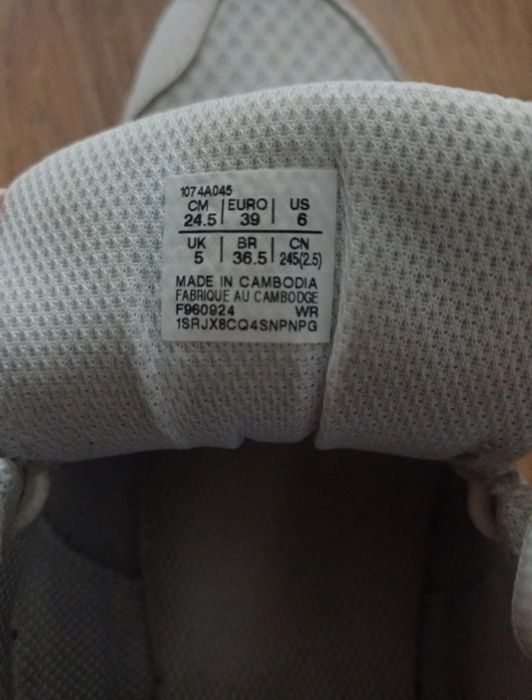 1074A045
CM | EURO | US
24.5 | 39 | 6
UK | BR | CN
5 | 36.5 | 245(2.5)
MADE IN CAMBODIA
FABRIQUE AU CAMBODGE
F960924 WR
1SRJX8CQ4SNPNPG